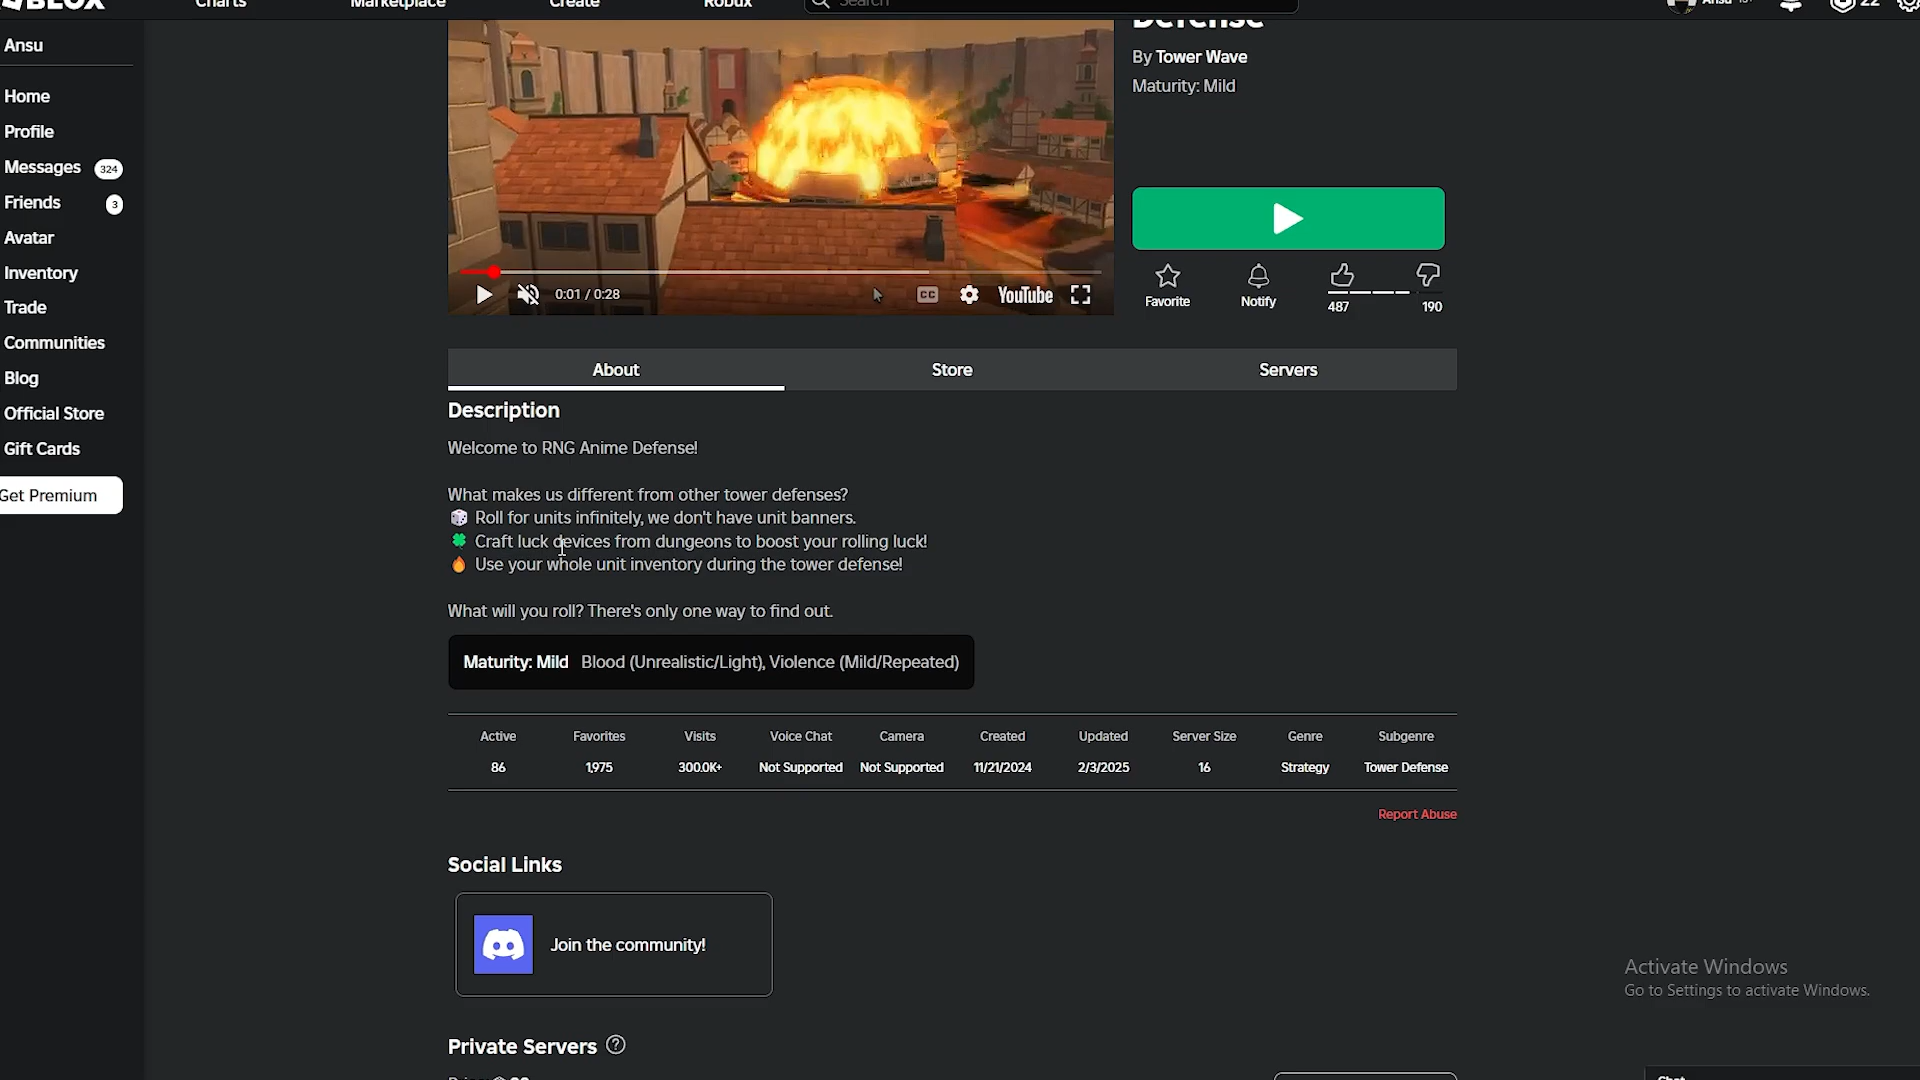 BLOX
Charts
Marketplace
Create
Robux
Search
Ansu
22
Ansu
Home
Profile
Messages 324
Friends 3
Avatar
Inventory
Trade
Communities
Blog
Official Store
Gift Cards
Get Premium
Defense
By Tower Wave
Maturity: Mild
0:01 / 0:28
CC
YouTube
Favorite
Notify
487
190
About
Store
Servers
Description
Welcome to RNG Anime Defense!
What makes us different from other tower defenses?
🎲 Roll for units infinitely, we don't have unit banners.
🍀 Craft luck devices from dungeons to boost your rolling luck!
🔥 Use your whole unit inventory during the tower defense!
What will you roll? There's only one way to find out.
Maturity: Mild Blood (Unrealistic/Light), Violence (Mild/Repeated)
Active Favorites Visits Voice Chat Camera Created Updated Server Size Genre Subgenre
86 1,975 300.0K+ Not Supported Not Supported 11/21/2024 2/3/2025 16 Strategy Tower Defense
Report Abuse
Social Links
Join the community!
Activate Windows
Go to Settings to activate Windows.
Private Servers
Chat